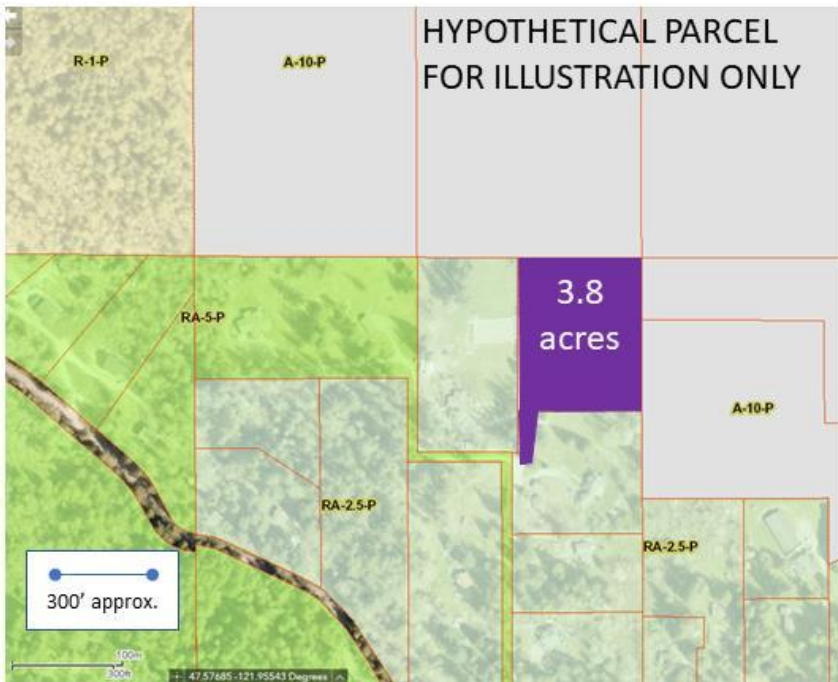 HYPOTHETICAL PARCEL
FOR ILLUSTRATION ONLY
R-1-P
A-10-P
3.8
acres
RA-5-P
A-10-P
RA-2.5-P
RA-2.5-P
300' approx.
100m
300ft
47.57685 -121.95543 Degrees